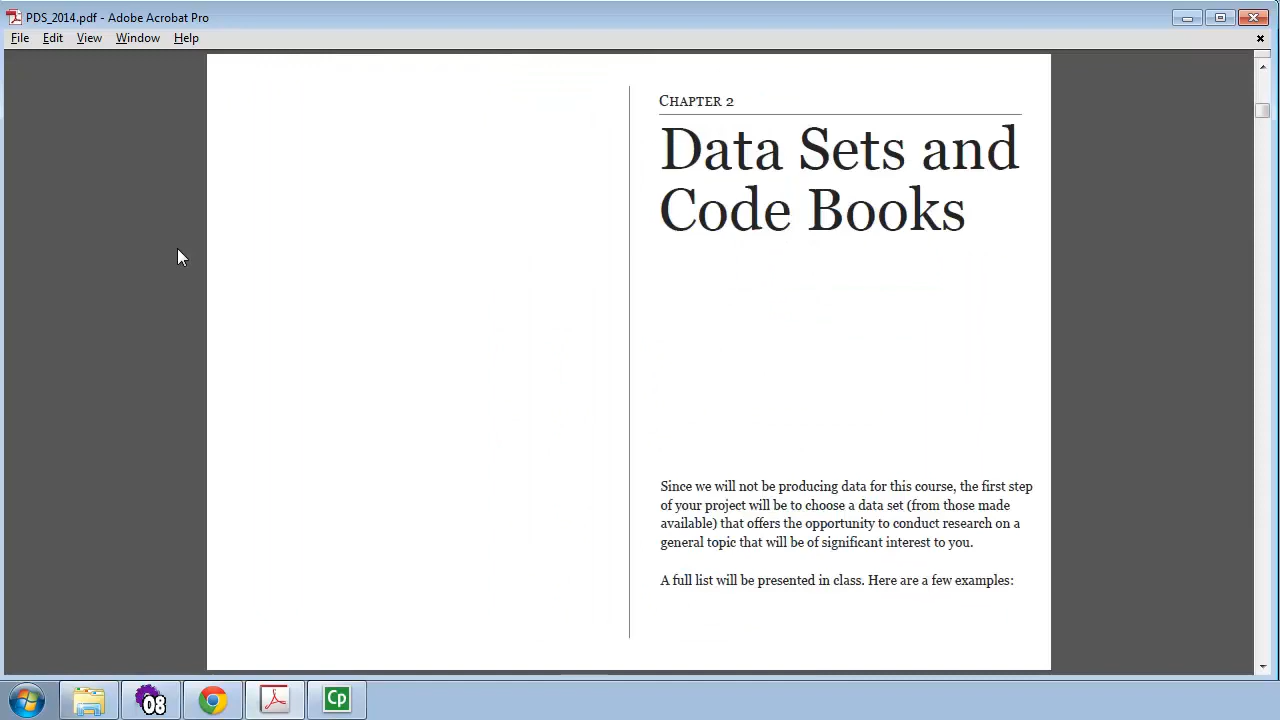 PDS_2014.pdf - Adobe Acrobat Pro
File Edit View Window Help
CHAPTER 2
Data Sets and
Code Books
Since we will not be producing data for this course, the first step
of your project will be to choose a data set (from those made
available) that offers the opportunity to conduct research on a
general topic that will be of significant interest to you.
A full list will be presented in class. Here are a few examples:
08
Cp